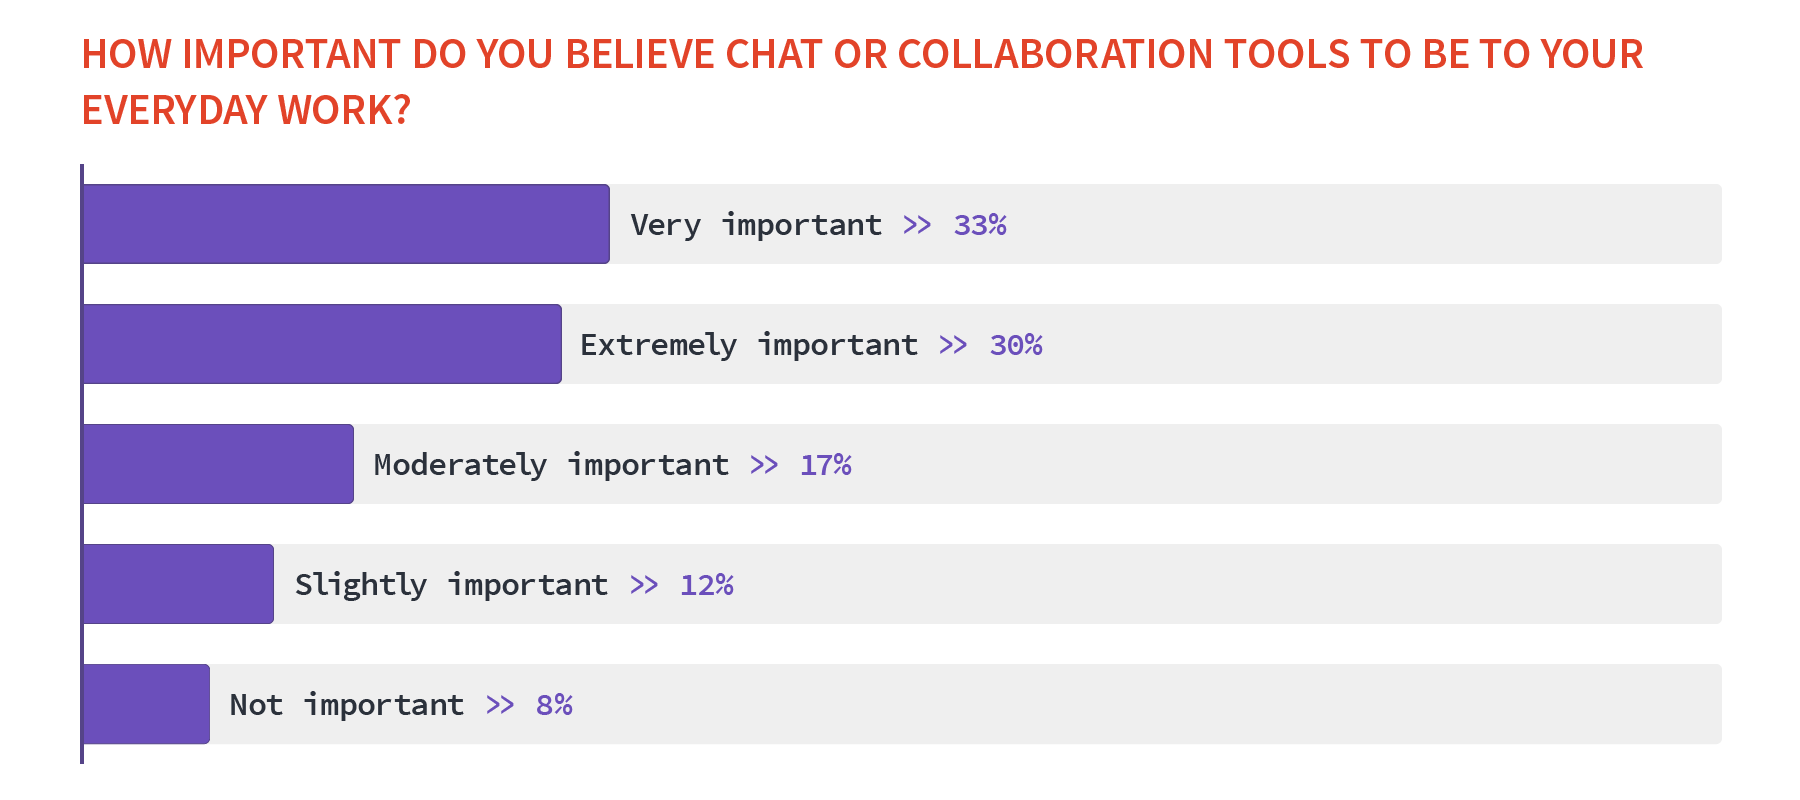 HOW IMPORTANT DO YOU BELIEVE CHAT OR COLLABORATION TOOLS TO BE TO YOUR
EVERYDAY WORK?
Very important >> 33%
Extremely important >> 30%
Moderately important >> 17%
Slightly important >> 12%
Not important >> 8%